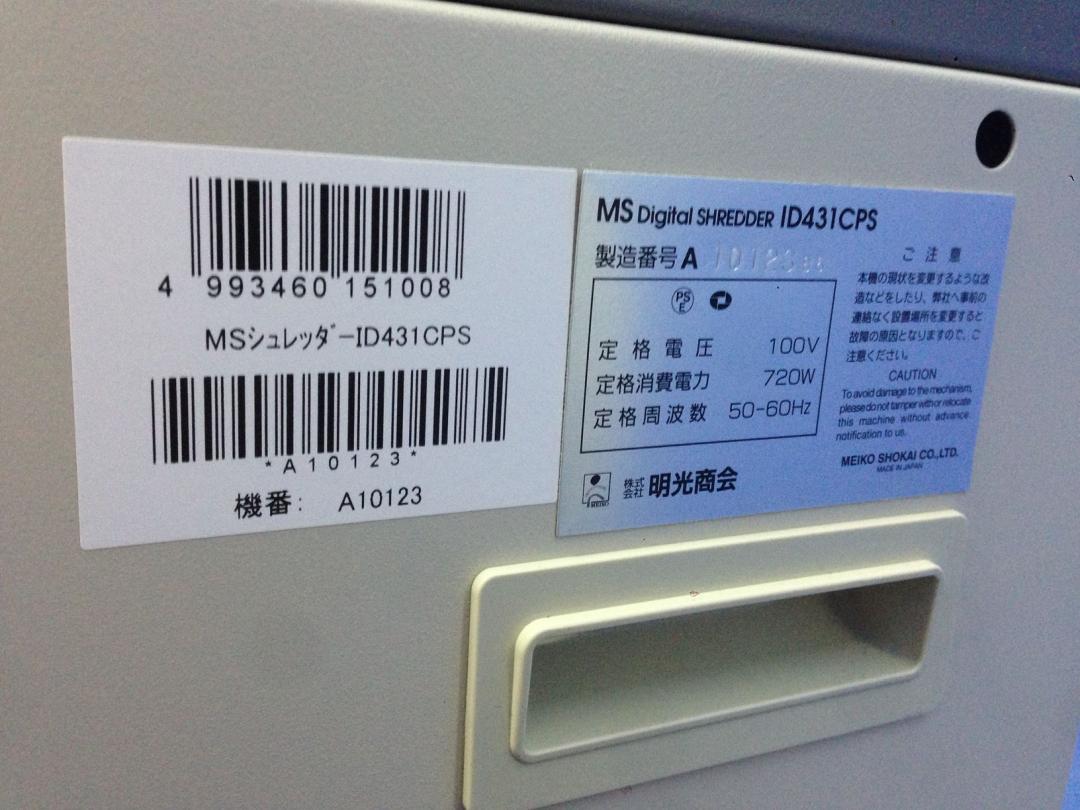 4 993460 151008
MSシュレッダーID431CPS
*A10123*
機番: A10123
MS Digital SHREDDER ID431CPS
製造番号 A
PS
E
定格電圧 100V
定格消費電力 720W
定格周波数 50-60Hz
ご注意
本機の現状を変更するような改
造などをしたり、弊社へ事前の
連絡なく設置場所を変更すると
故障の原因となりますので、ご
注意ください。
CAUTION
To avoid damage to the mechanism,
please do not tamper with or relocate
this machine without advance
notification to us.
MEIKO SHOKAI CO.,LTD.
MADE IN JAPAN
MEIKO
株式
会社 明光商会